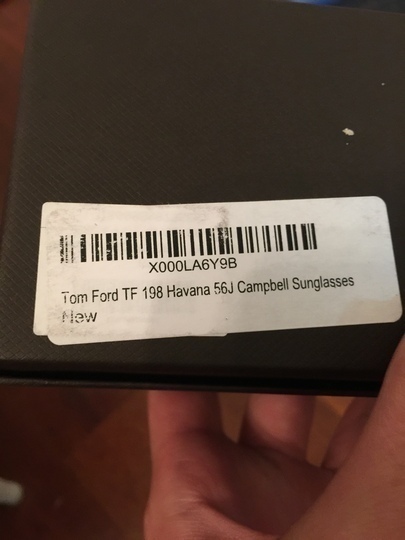 X000LA6Y9B
Tom Ford TF 198 Havana 56J Campbell Sunglasses
New